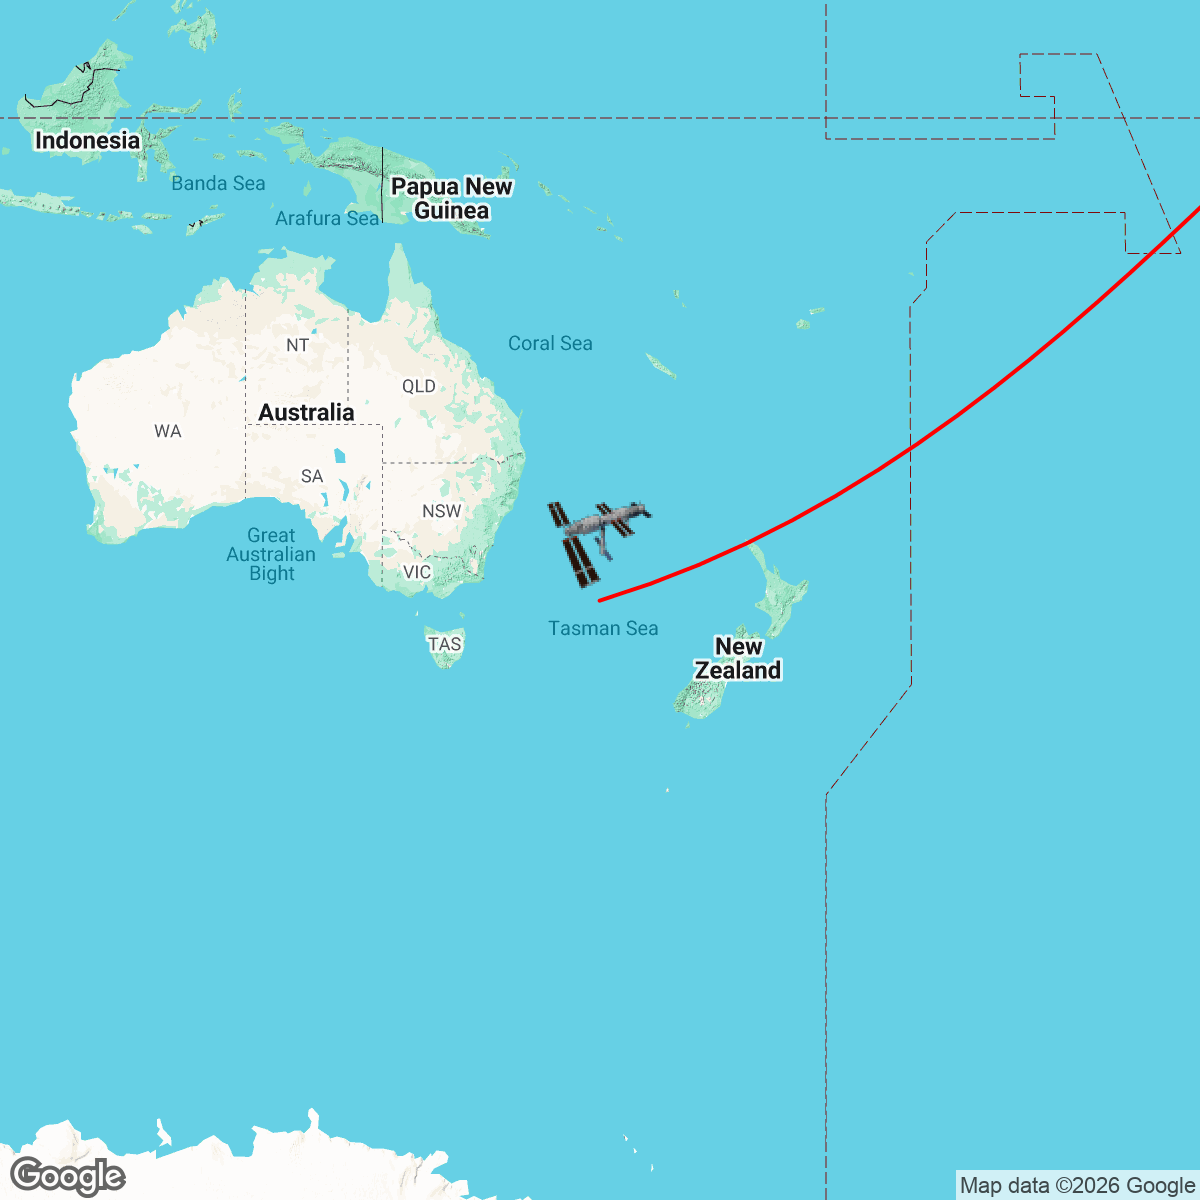 Indonesia
Banda Sea
Papua New
Guinea
Arafura Sea
Coral Sea
NT
QLD
Australia
WA
SA
NSW
Great
Australian
Bight
VIC
TAS
Tasman Sea
New
Zealand
Google
Map data ©2026 Google